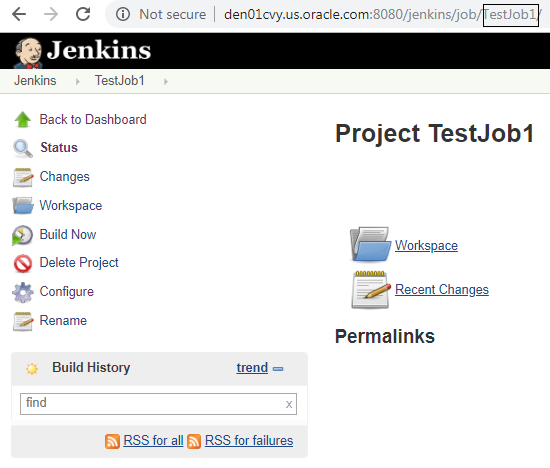 Not secure | den01cvy.us.oracle.com:8080/jenkins/job/TestJob1/
Jenkins
Jenkins TestJob1
Back to Dashboard
Status
Changes
Workspace
Build Now
Delete Project
Configure
Rename
Project TestJob1
Workspace
Recent Changes
Permalinks
Build History trend
find x
RSS for all RSS for failures